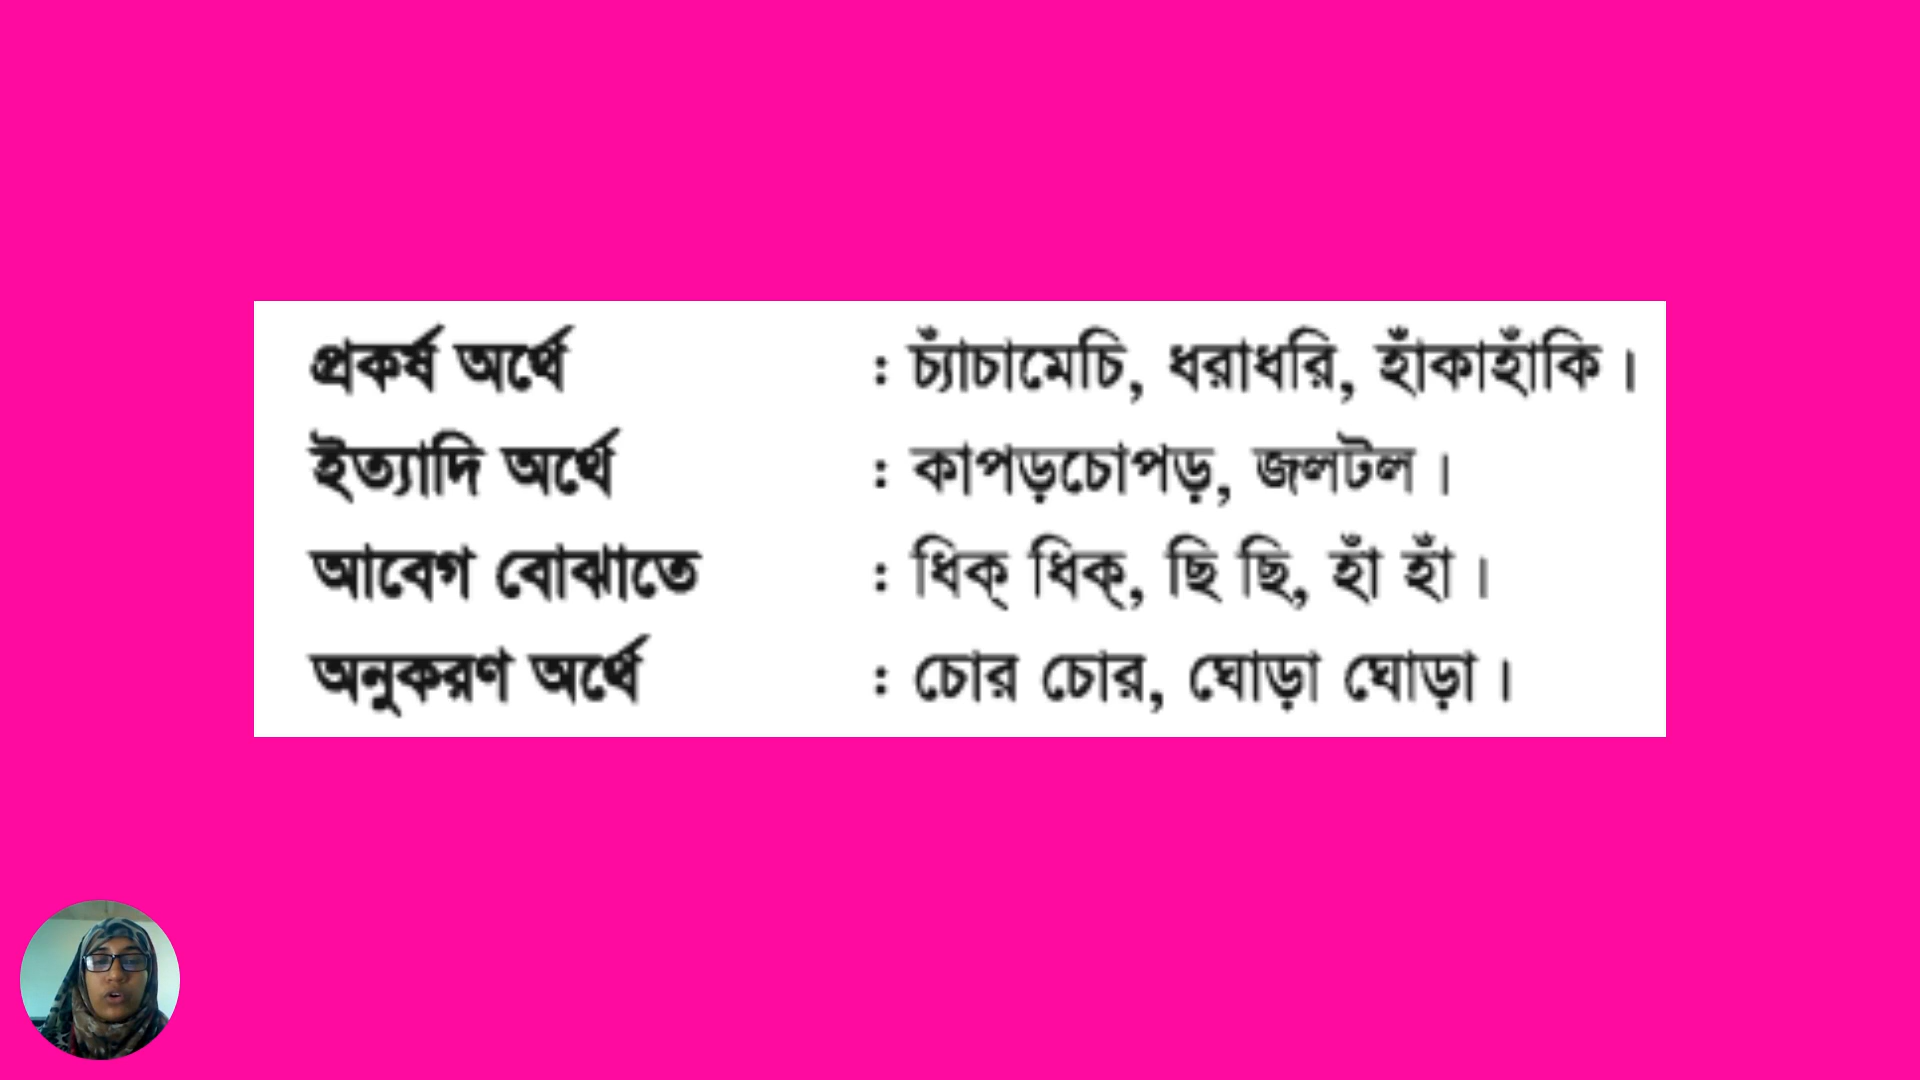 প্রকর্ষ অর্থে : চ্যাঁচামেচি, ধরাধরি, হাঁকাহাঁকি।
ইত্যাদি অর্থে : কাপড়চোপড়, জলটল।
আবেগ বোঝাতে : ধিক্ ধিক্, ছি ছি, হাঁ হাঁ।
অনুকরণ অর্থে : চোর চোর, ঘোড়া ঘোড়া।